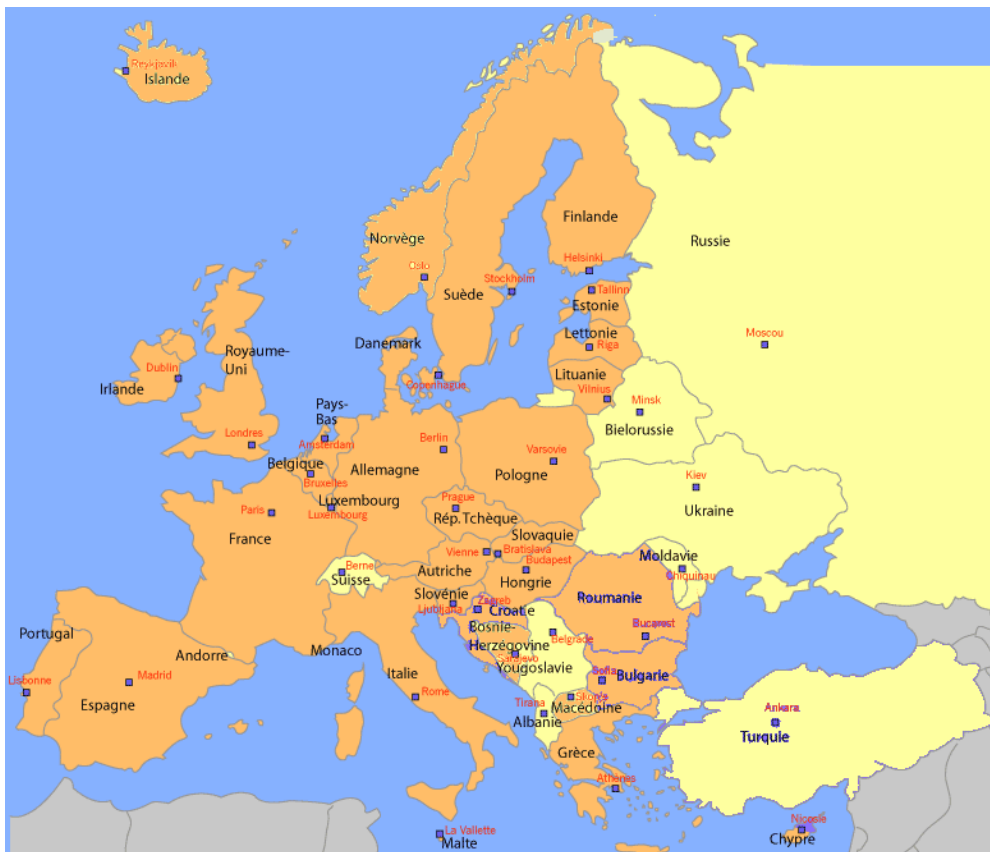 Reykjavik
Islande
Norvège
Oslo
Finlande
Helsinki
Russie
Suède
Stockholm
Tallinn
Estonie
Lettonie
Riga
Moscou
Danemark
Royaume-
Uni
Dublin
Irlande
Lituanie
Vilnius
Copenhague
Minsk
Bielorussie
Pays-
Bas
Londres
Amsterdam
Berlin
Varsovie
Belgique
Allemagne
Pologne
Bruxelles
Kiev
Luxembourg
Luxembourg
Prague
Rép. Tchèque
Ukraine
Paris
France
Slovaquie
Vienne
Bratislava
Budapest
Moldavie
Chiquinau
Berne
Suisse
Autriche
Hongrie
Slovénie
Ljubljana
Zagreb
Croatie
Roumanie
Bucarest
Bosnie-
Herzégovine
Belgrade
Sarajevo
Yougoslavie
Portugal
Andorre
Monaco
Italie
Lisbonne
Madrid
Espagne
Rome
Sofia
Bulgarie
Tirana
Skopje
Macédoine
Albanie
Ankara
Turquie
Grèce
Athènes
La Vallette
Malte
Nicosie
Chypre